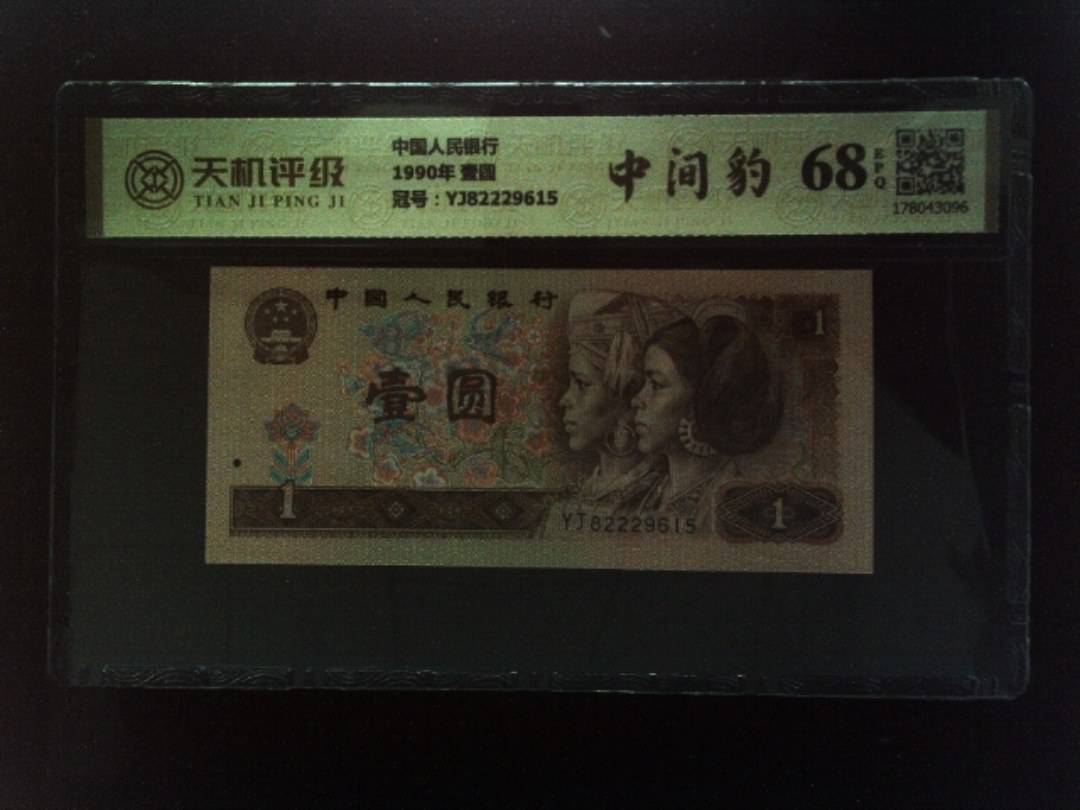 天机评级
TIAN JI PING JI
中国人民银行
1990年 壹圆
冠号：YJ82229615
中间豹
68
EPQ
178043096
中國人民銀行
壹圆
1
1
YJ82229615
1